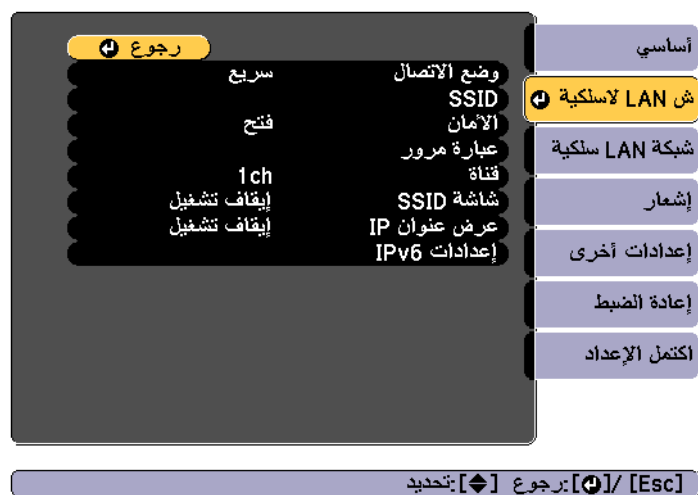 أساسي
ش LAN لاسلكية
شبكة LAN سلكية
إشعار
إعدادات أخرى
إعادة الضبط
اكتمل الإعداد
رجوع
وضع الاتصال سريع
SSID
الأمان فتح
عبارة مرور
قناة 1ch
شاشة SSID إيقاف تشغيل
عرض عنوان IP إيقاف تشغيل
إعدادات IPv6
[Esc] /[]:رجوع []:تحديد